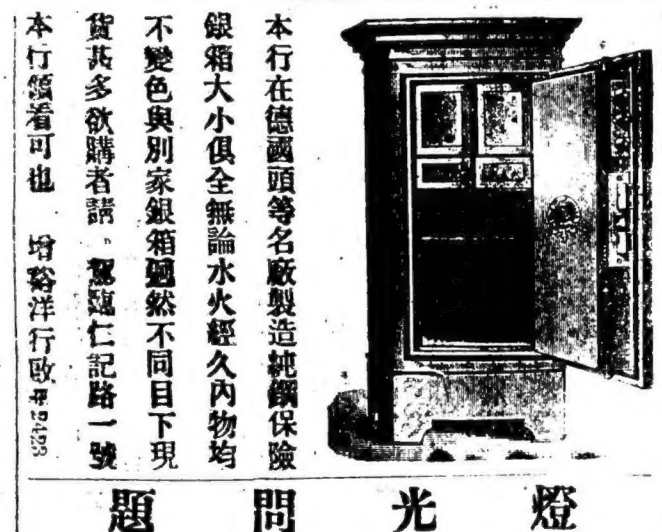 本行在德國頭等名廠製造純鋼保險
銀箱大小俱全無論水火經久內物均
不變色與別家銀箱迥然不同目下現
貨甚多欲購者請。駕臨仁記路一號
本行領看可也 增裕洋行啟
燈光問題